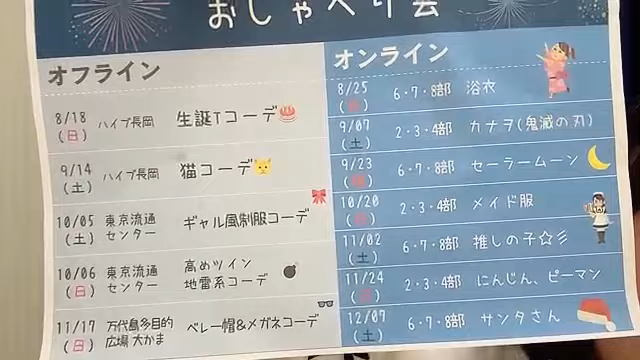 おしゃべり会
オフライン
8/18
(日)
ハイブ長岡
生誕Tコーデ
9/14
(土)
ハイブ長岡
猫コーデ
10/05
(土)
東京流通
センター
ギャル風制服コーデ
10/06
(日)
東京流通
センター
高めツイン
地雷系コーデ
11/17
(日)
万代島多目的
広場 大かま
ベレー帽&メガネコーデ
オンライン
8/25
6・7・8部
浴衣
9/07
(土)
2・3・4部
カナヲ(鬼滅の刃)
9/23
6・7・8部
セーラームーン
10/20
2・3・4部
メイド服
11/02
(土)
6・7・8部
推しの子☆彡
11/24
2・3・4部
にんじん、ピーマン
12/07
(土)
6・7・8部
サンタさん